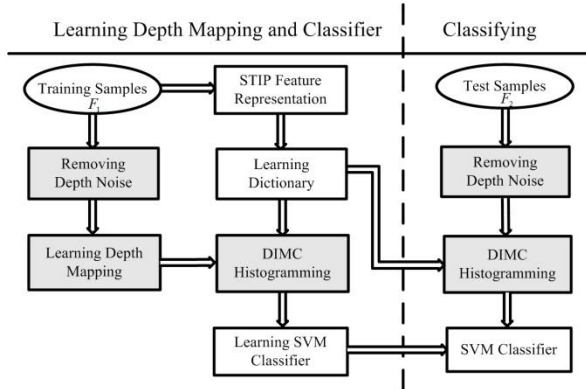 Learning Depth Mapping and Classifier
Classifying
Training Samples
F₁
STIP Feature
Representation
Test Samples
F₂
Removing
Depth Noise
Learning
Dictionary
Removing
Depth Noise
Learning Depth
Mapping
DIMC
Histogramming
DIMC
Histogramming
Learning SVM
Classifier
SVM Classifier